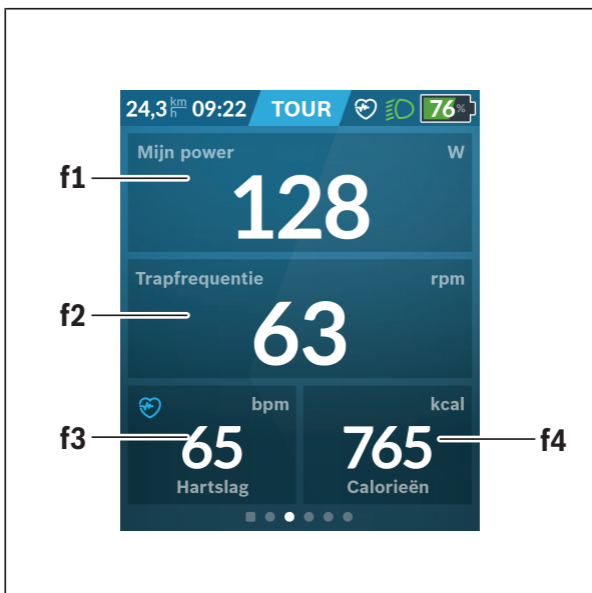 24,3 km/h 09:22 TOUR 76%
Mijn power W
f1
128
Trapfrequentie rpm
f2
63
bpm kcal
f3 65 765 f4
Hartslag Calorieën